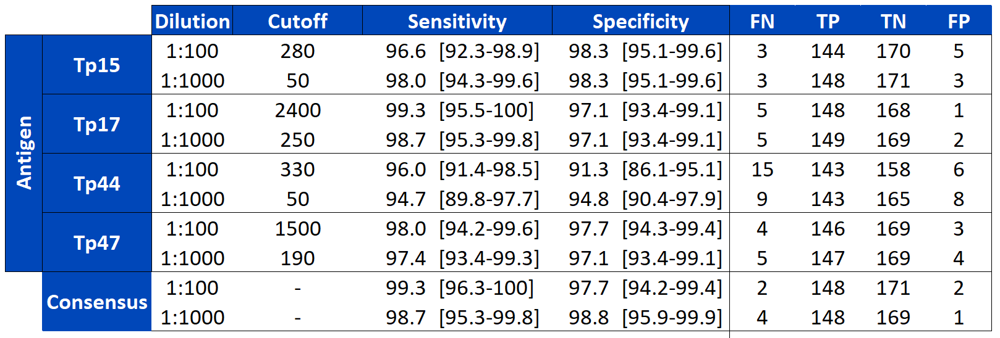 Dilution Cutoff Sensitivity Specificity FN TP TN FP
Antigen
Tp15
1:100 280 96.6 [92.3-98.9] 98.3 [95.1-99.6] 3 144 170 5
1:1000 50 98.0 [94.3-99.6] 98.3 [95.1-99.6] 3 148 171 3
Tp17
1:100 2400 99.3 [95.5-100] 97.1 [93.4-99.1] 5 148 168 1
1:1000 250 98.7 [95.3-99.8] 97.1 [93.4-99.1] 5 149 169 2
Tp44
1:100 330 96.0 [91.4-98.5] 91.3 [86.1-95.1] 15 143 158 6
1:1000 50 94.7 [89.8-97.7] 94.8 [90.4-97.9] 9 143 165 8
Tp47
1:100 1500 98.0 [94.2-99.6] 97.7 [94.3-99.4] 4 146 169 3
1:1000 190 97.4 [93.4-99.3] 97.1 [93.4-99.1] 5 147 169 4
Consensus
1:100 - 99.3 [96.3-100] 97.7 [94.2-99.4] 2 148 171 2
1:1000 - 98.7 [95.3-99.8] 98.8 [95.9-99.9] 4 148 169 1